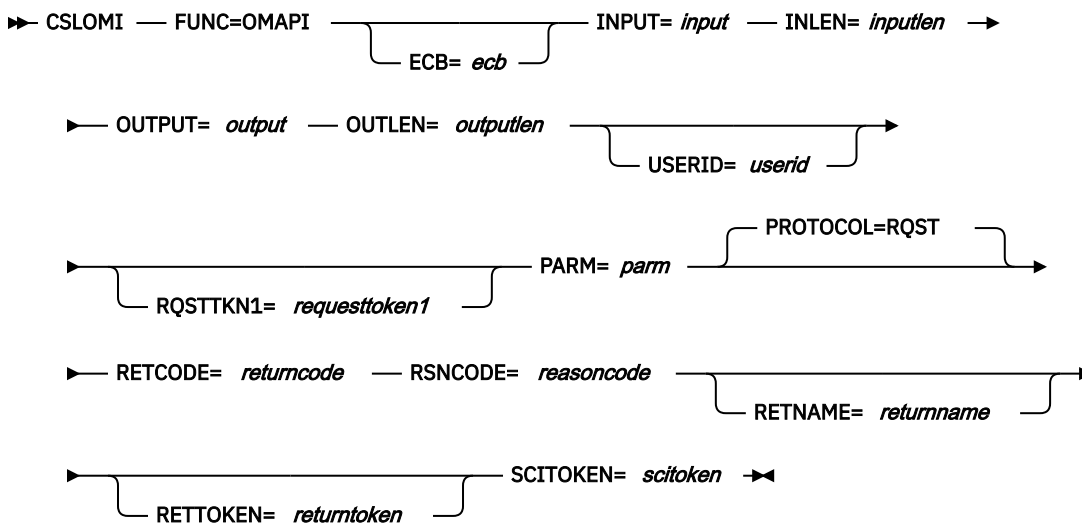 CSLOMI FUNC=OMAPI INPUT= input INLEN= inputlen
ECB= ecb
OUTPUT= output OUTLEN= outputlen
USERID= userid
PROTOCOL=RQST
PARM= parm
RQSTTKN1= requesttoken1
RETCODE= returncode RSNCODE= reasoncode
RETNAME= returnname
SCITOKEN= scitoken
RETTOKEN= returntoken